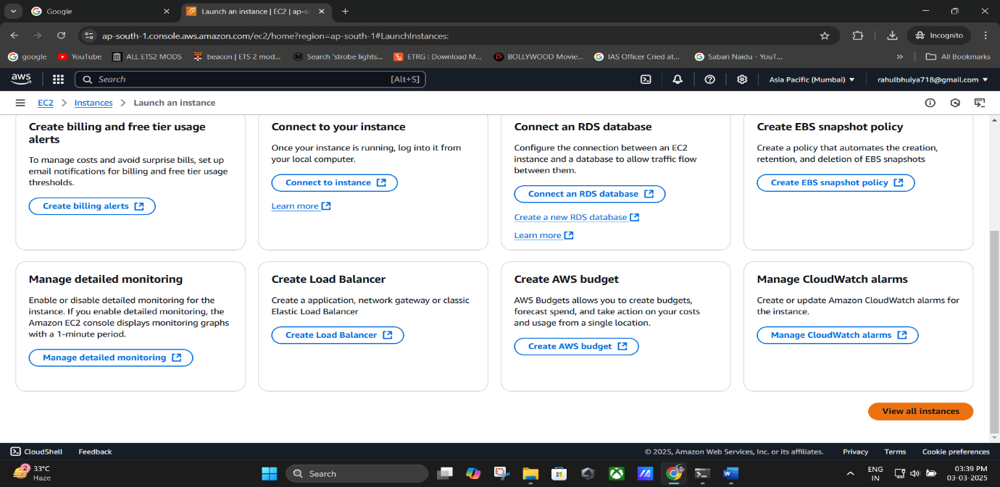 Google
Launch an instance | EC2 | ap-so
ap-south-1.console.aws.amazon.com/ec2/home?region=ap-south-1#LaunchInstances:
Incognito
google
YouTube
ALL ETS2 MODS
beacon | ETS 2 mod...
Search 'strobe lights...
ETRG : Download M...
BOLLYWOOD Movie...
IAS Officer Cried at...
Sabari Naidu - YouT...
»
All Bookmarks
aws
Search
[Alt+S]
Asia Pacific (Mumbai)
rahulbhuiya718@gmail.com
EC2
Instances
Launch an instance
Create billing and free tier usage
alerts
To manage costs and avoid surprise bills, set up
email notifications for billing and free tier usage
thresholds.
Create billing alerts
Connect to your instance
Once your instance is running, log into it from
your local computer.
Connect to instance
Learn more
Connect an RDS database
Configure the connection between an EC2
instance and a database to allow traffic flow
between them.
Connect an RDS database
Create a new RDS database
Learn more
Create EBS snapshot policy
Create a policy that automates the creation,
retention, and deletion of EBS snapshots
Create EBS snapshot policy
Manage detailed monitoring
Enable or disable detailed monitoring for the
instance. If you enable detailed monitoring, the
Amazon EC2 console displays monitoring graphs
with a 1-minute period.
Manage detailed monitoring
Create Load Balancer
Create a application, network gateway or classic
Elastic Load Balancer
Create Load Balancer
Create AWS budget
AWS Budgets allows you to create budgets,
forecast spend, and take action on your costs
and usage from a single location.
Create AWS budget
Manage CloudWatch alarms
Create or update Amazon CloudWatch alarms for
the instance.
Manage CloudWatch alarms
View all instances
CloudShell
Feedback
© 2025, Amazon Web Services, Inc. or its affiliates.
Privacy
Terms
Cookie preferences
2
33°C
Haze
Search
ENG
IN
03:39 PM
03-03-2025